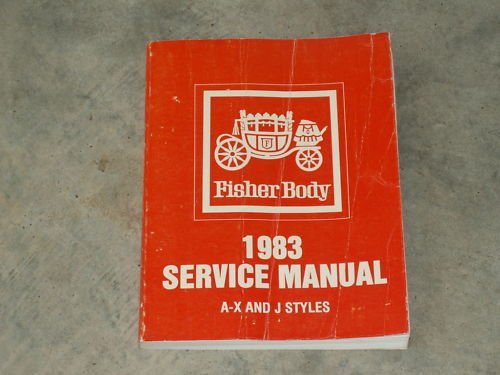 Fisher Body
1983
SERVICE MANUAL
A-X AND J STYLES